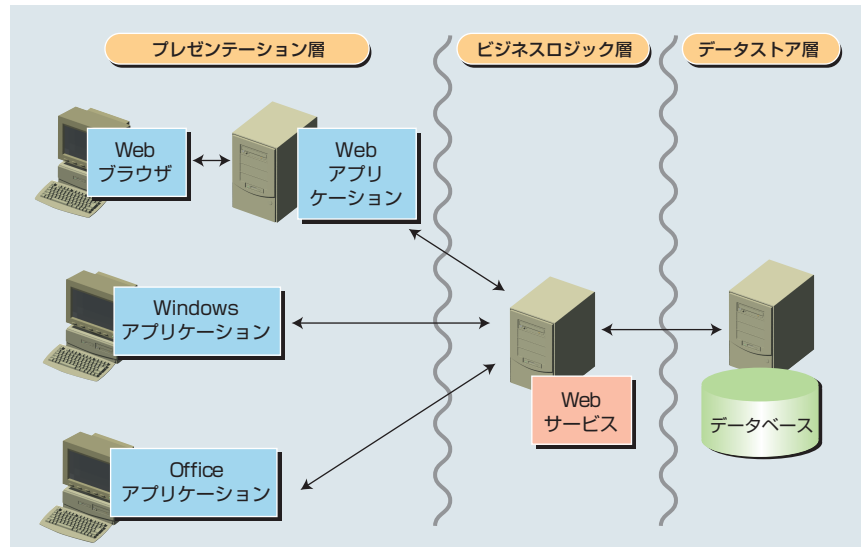 プレゼンテーション層
ビジネスロジック層
データストア層
Web
ブラウザ
Web
アプリ
ケーション
Windows
アプリケーション
Web
サービス
データベース
Office
アプリケーション